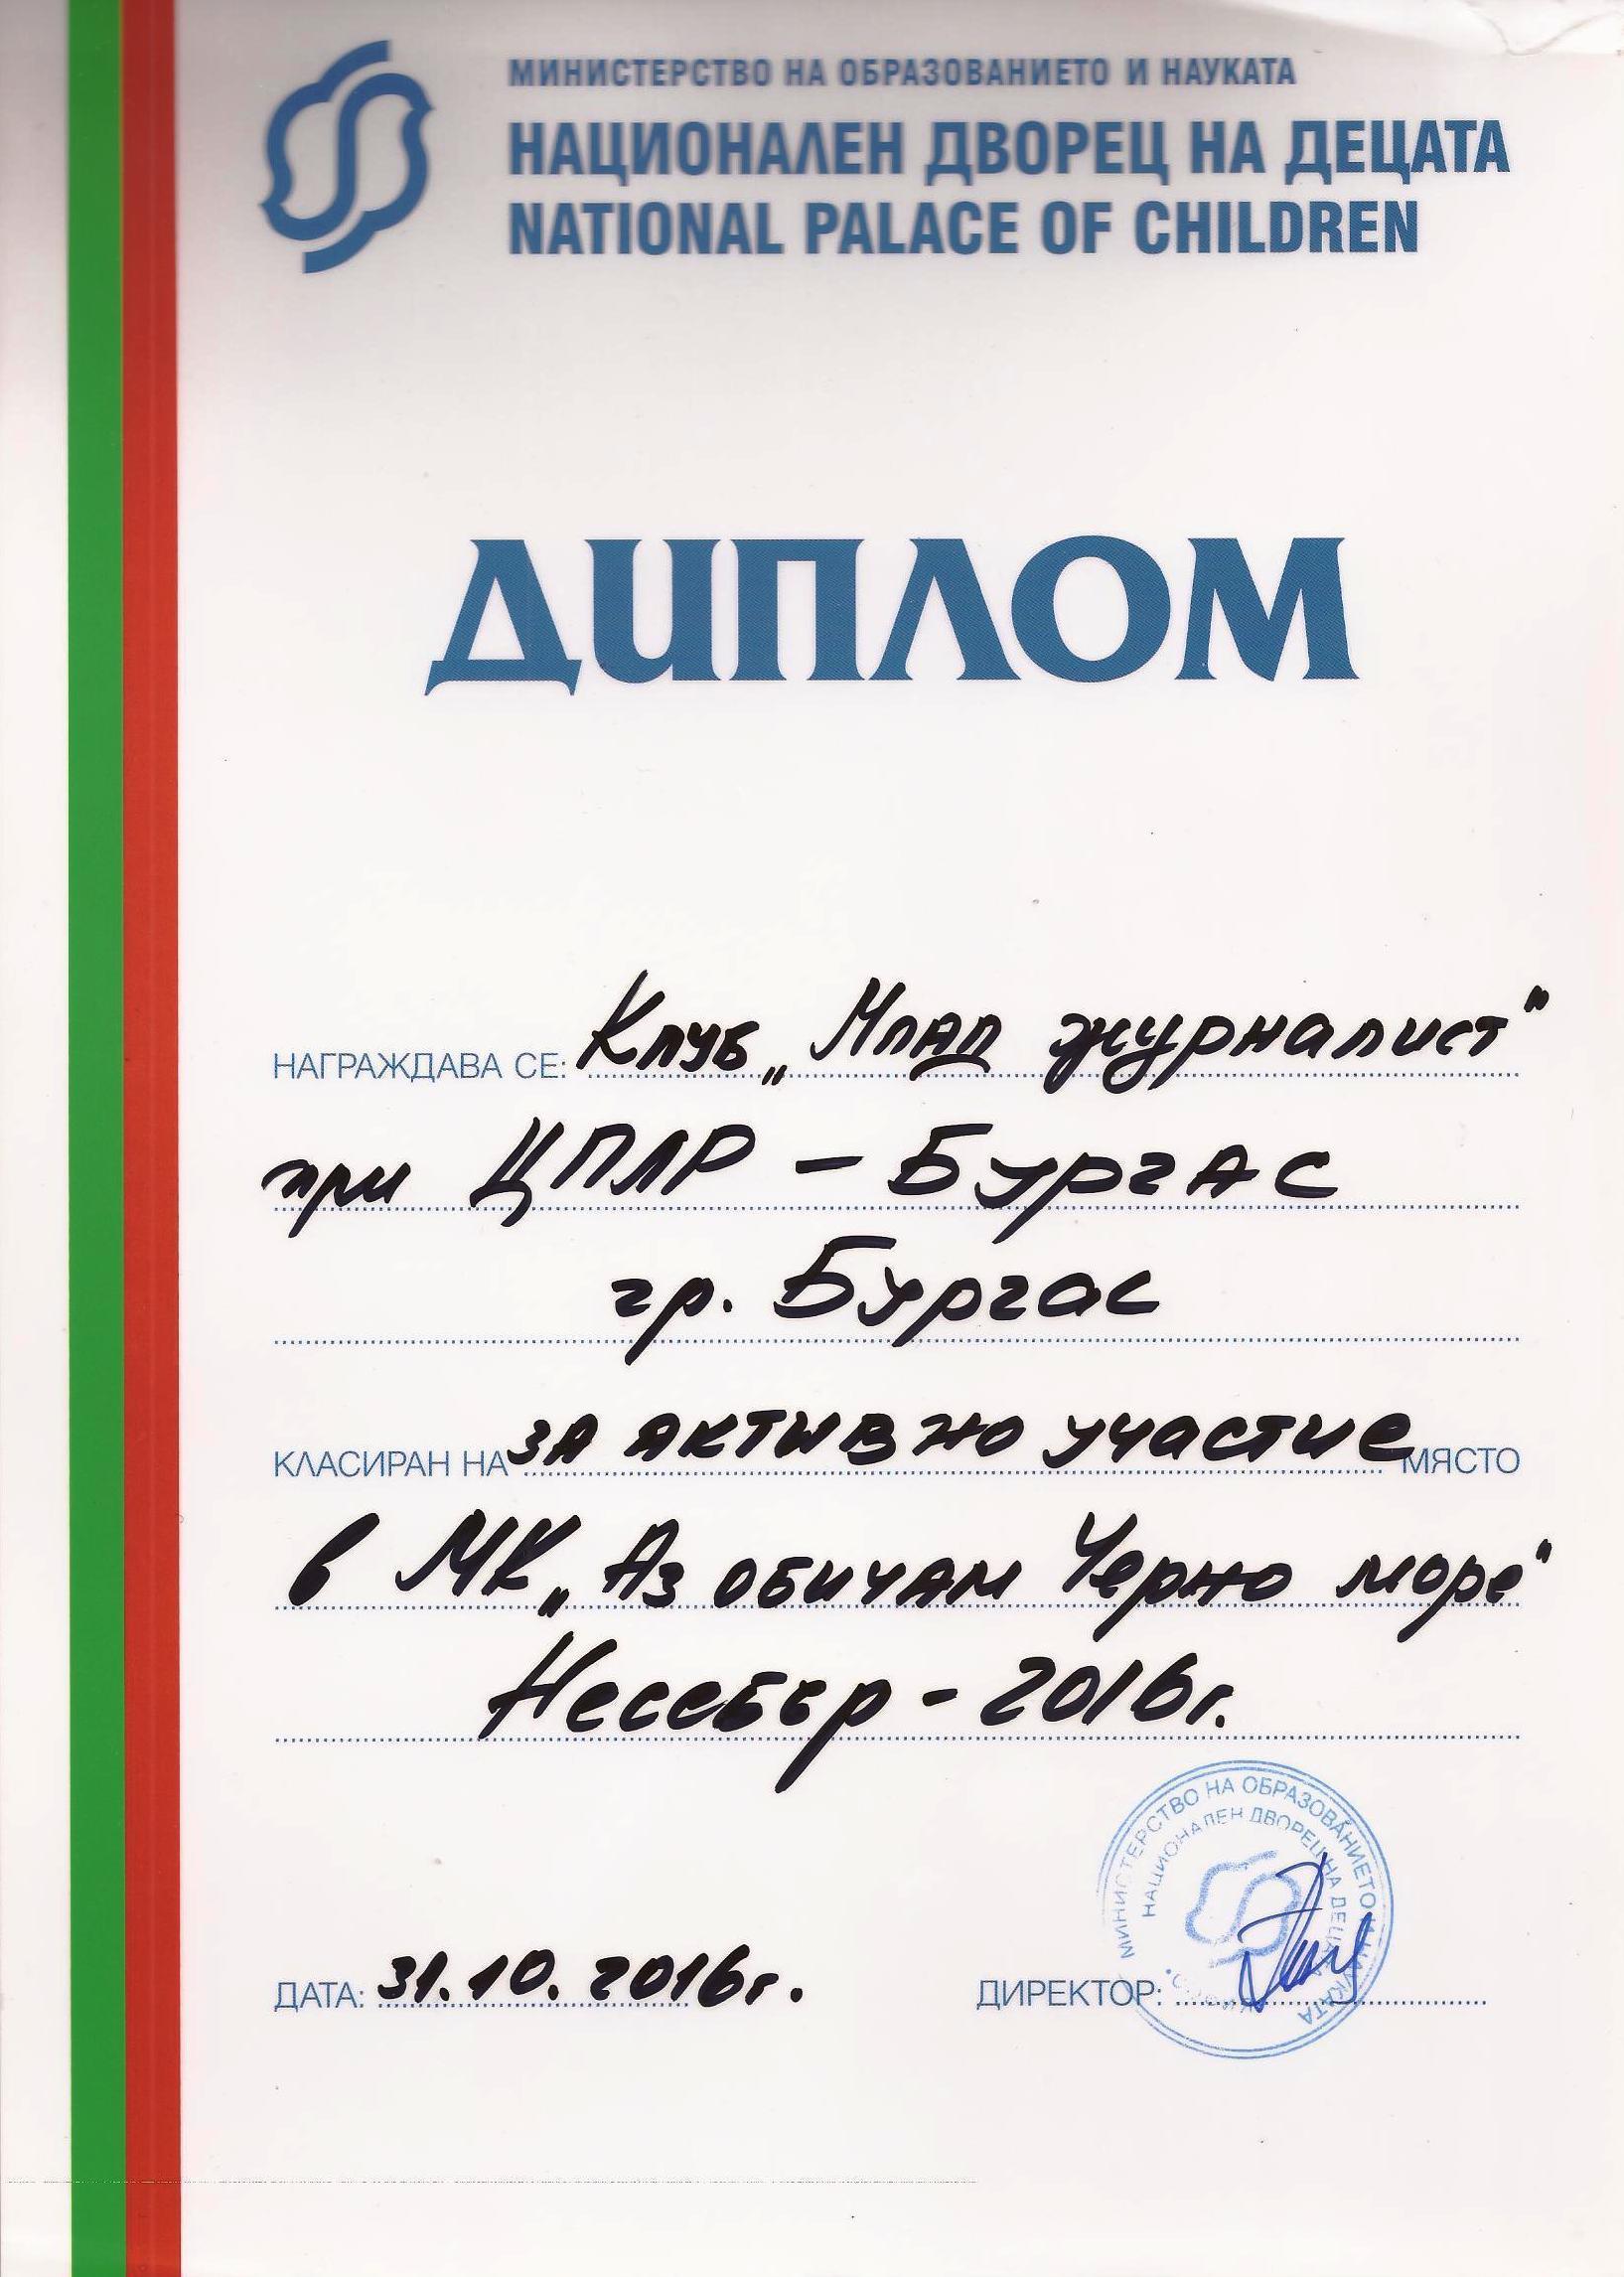 МИНИСТЕРСТВО НА ОБРАЗОВАНИЕТО И НАУКАТА
НАЦИОНАЛЕН ДВОРЕЦ НА ДЕЦАТА
NATIONAL PALACE OF CHILDREN
ДИПЛОМ
НАГРАЖДАВА СЕ: Клуб „Млад журналист“
при ЦПЛР – Бургас
гр. Бургас
КЛАСИРАН НА за активно участие МЯСТО
в МК „Аз обичам Черно море“
Несебър - 2016г.
МИНИСТЕРСТВО НА ОБРАЗОВАНИЕТО И НАУКАТА
НАЦИОНАЛЕН ДВОРЕЦ НА ДЕЦАТА
ДАТА: 31.10.2016г.
ДИРЕКТОР: